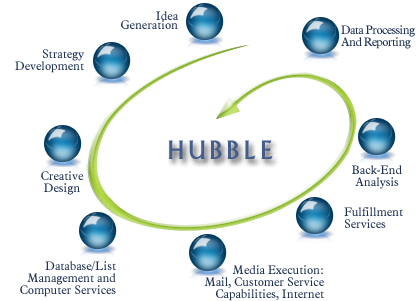 Idea
Generation
Data Processing
And Reporting
Strategy
Development
HUBBLE
Creative
Design
Back-End
Analysis
Fulfillment
Services
Database/List
Management and
Computer Services
Media Execution:
Mail, Customer Service
Capabilities, Internet